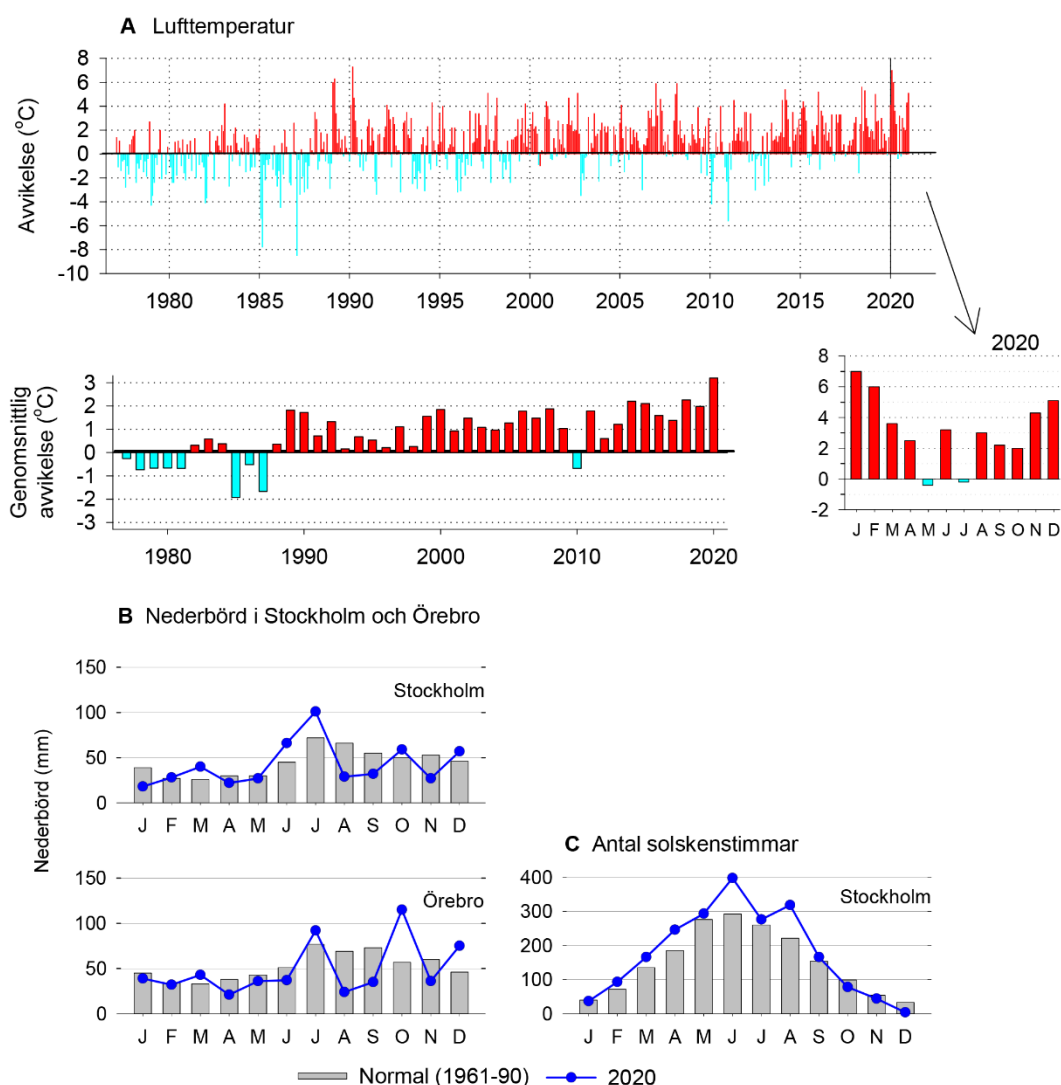 A Lufttemperatur
8
6
4
2
0
-2
-4
-6
-8
-10
Avvikelse (°C)
1980 1985 1990 1995 2000 2005 2010 2015 2020
3
2
1
0
-1
-2
-3
Genomsnittlig
avvikelse (°C)
1980 1990 2000 2010 2020
2020
8
6
4
2
0
-2
J F M A M J J A S O N D
B Nederbörd i Stockholm och Örebro
Nederbörd (mm)
150
100
50
0
Stockholm
J F M A M J J A S O N D
150
100
50
0
Örebro
J F M A M J J A S O N D
C Antal solskenstimmar
400
300
200
100
0
Stockholm
J F M A M J J A S O N D
Normal (1961-90) 2020